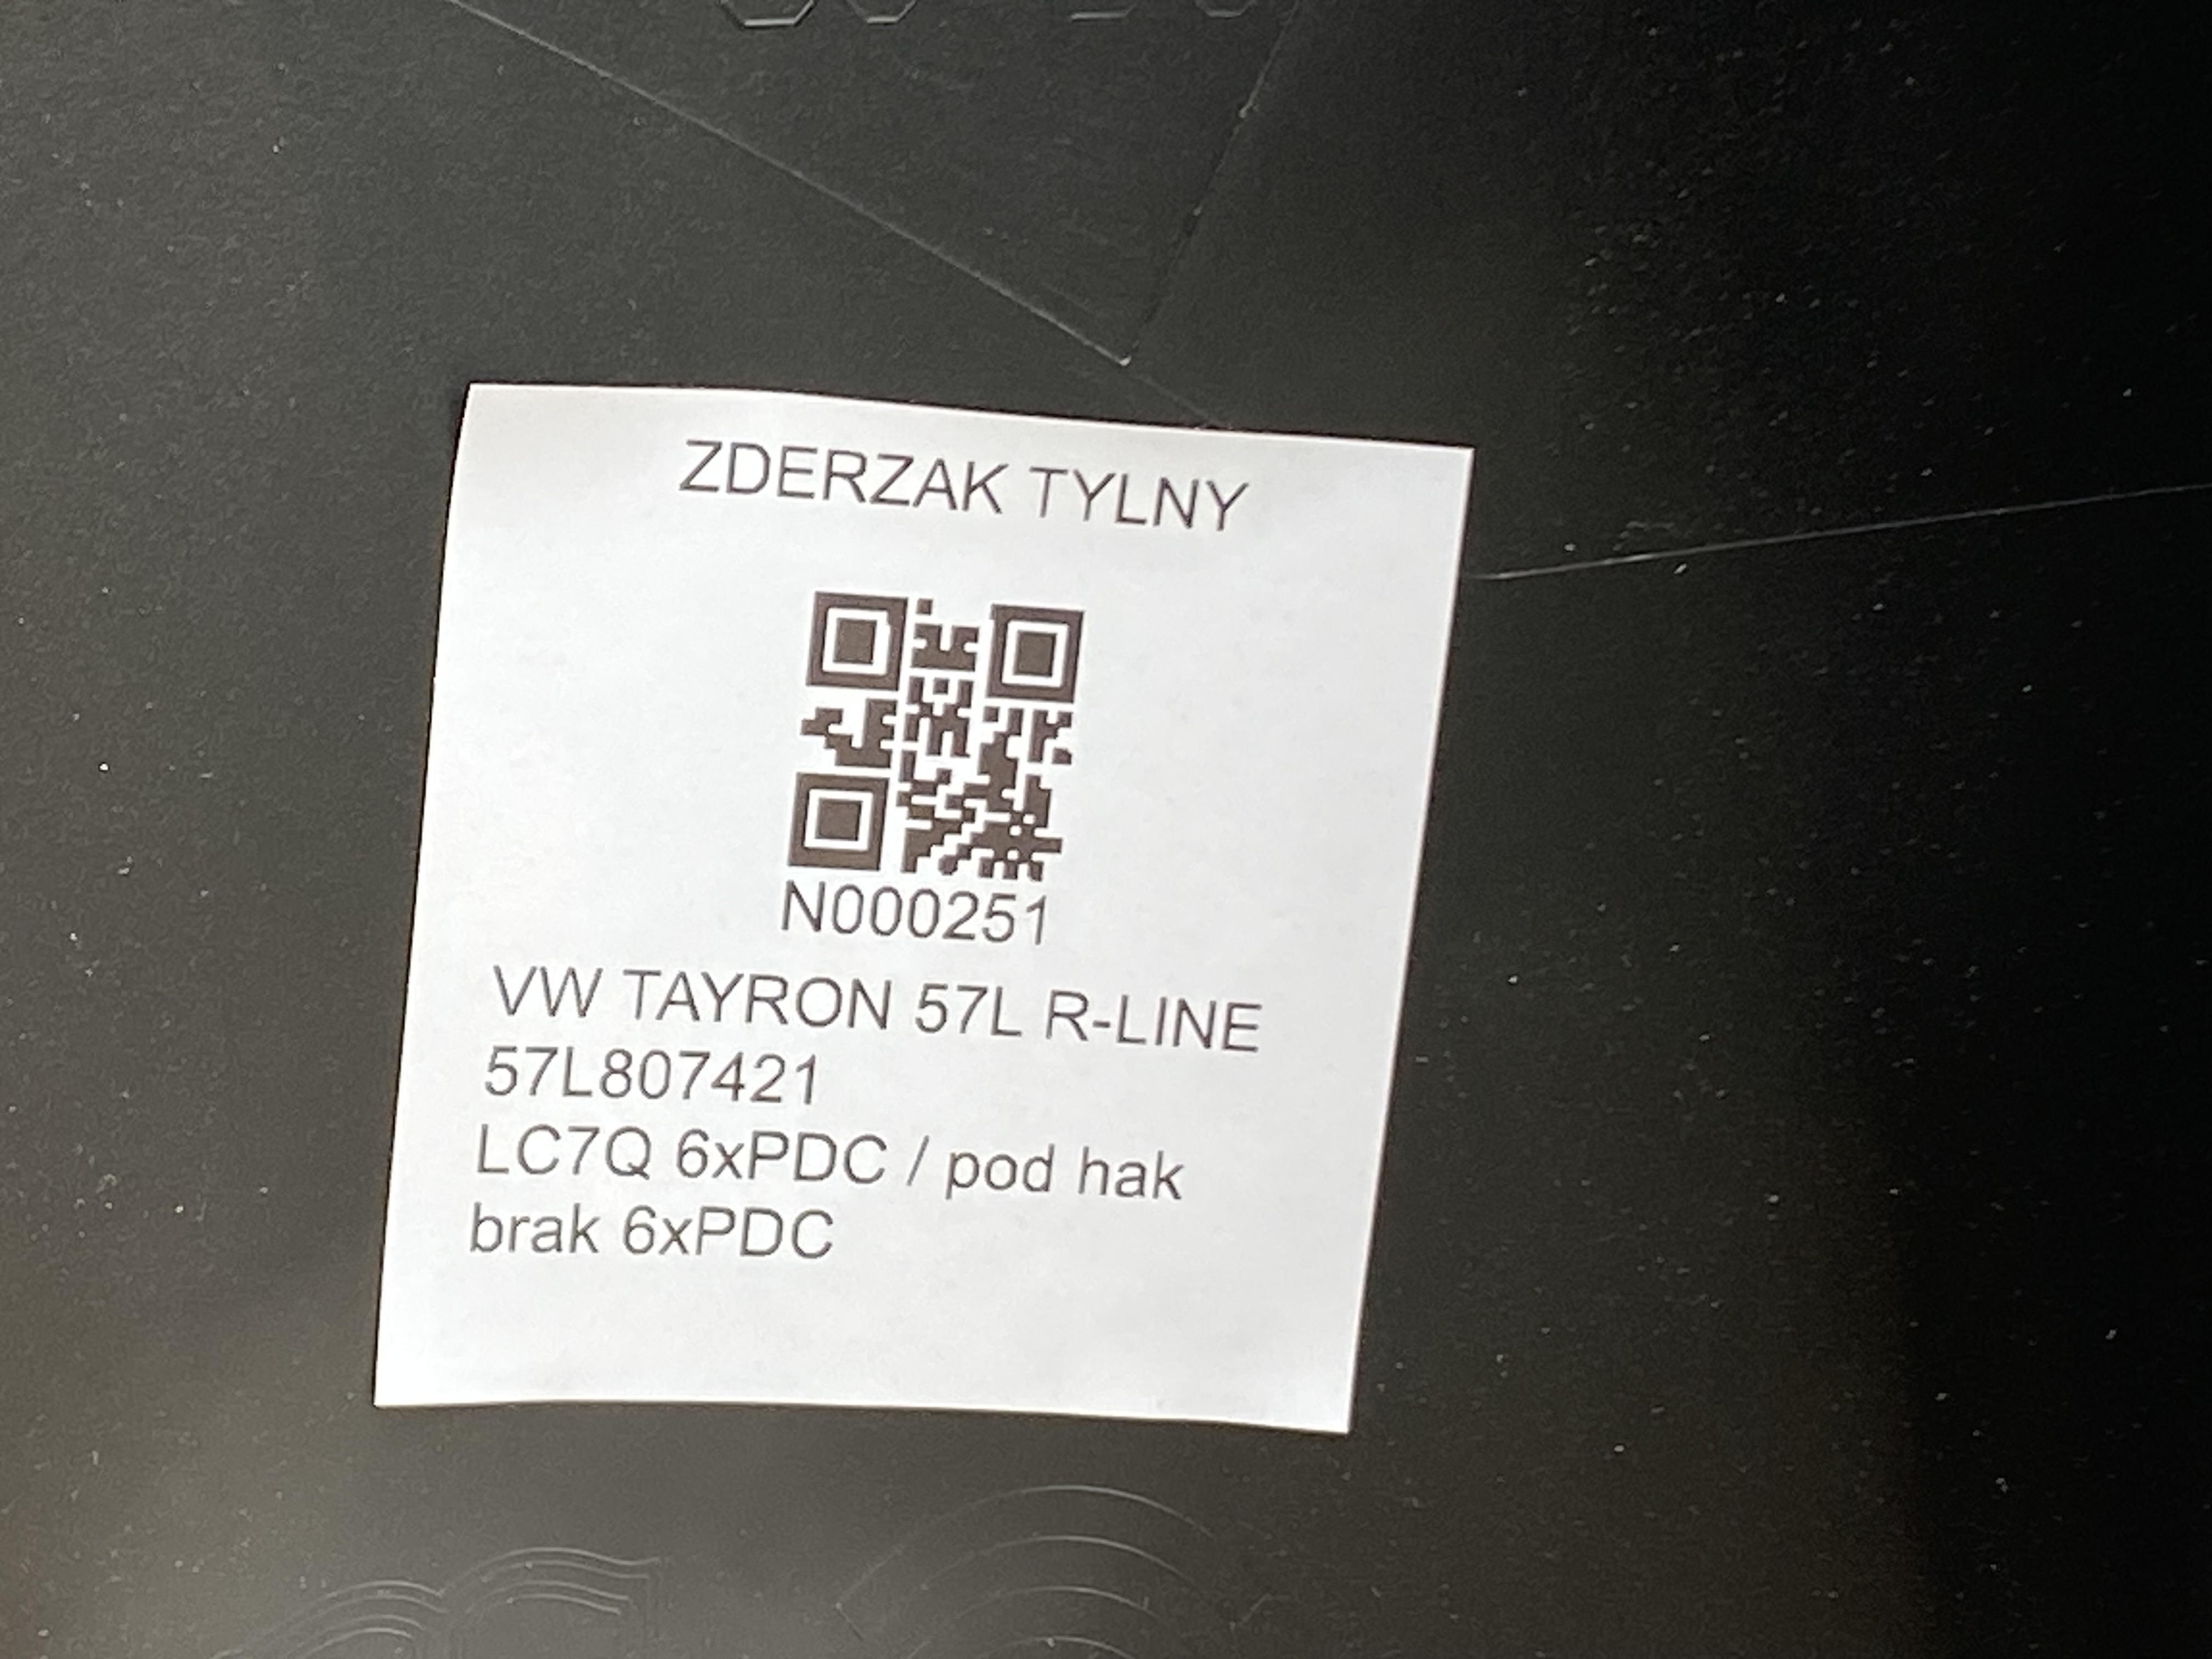 ZDERZAK TYLNY
N000251
VW TAYRON 57L R-LINE
57L807421
LC7Q 6xPDC / pod hak
brak 6xPDC